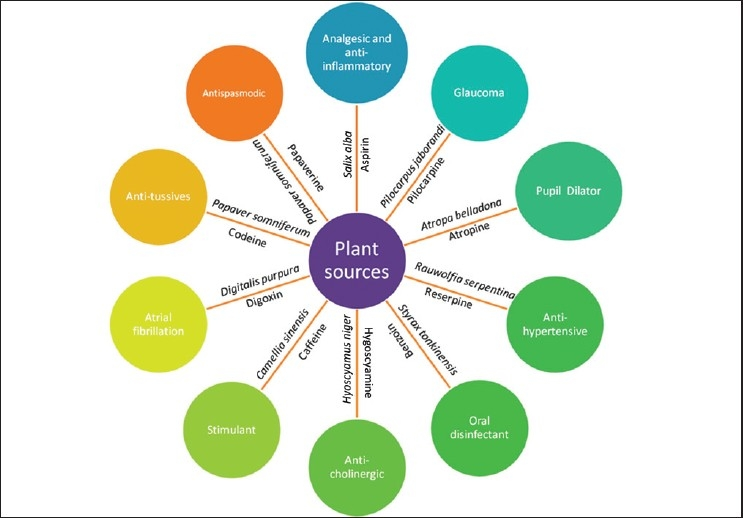 Analgesic and
anti-
inflammatory
Salix alba
Aspirin
Glaucoma
Pilocarpus jaborandi
Pilocarpine
Pupil Dilator
Atropa belladona
Atropine
Anti-
hypertensive
Rauwolfia serpentina
Reserpine
Oral
disinfectant
Styrax tonkinensis
Benzoin
Anti-
cholinergic
Hyoscyamus niger
Hygoscyamine
Stimulant
Camellia sinensis
Caffeine
Atrial
fibrillation
Digitalis purpura
Digoxin
Anti-tussives
Papaver somniferum
Codeine
Antispasmodic
Papaver somniferum
Papaverine
Plant
sources